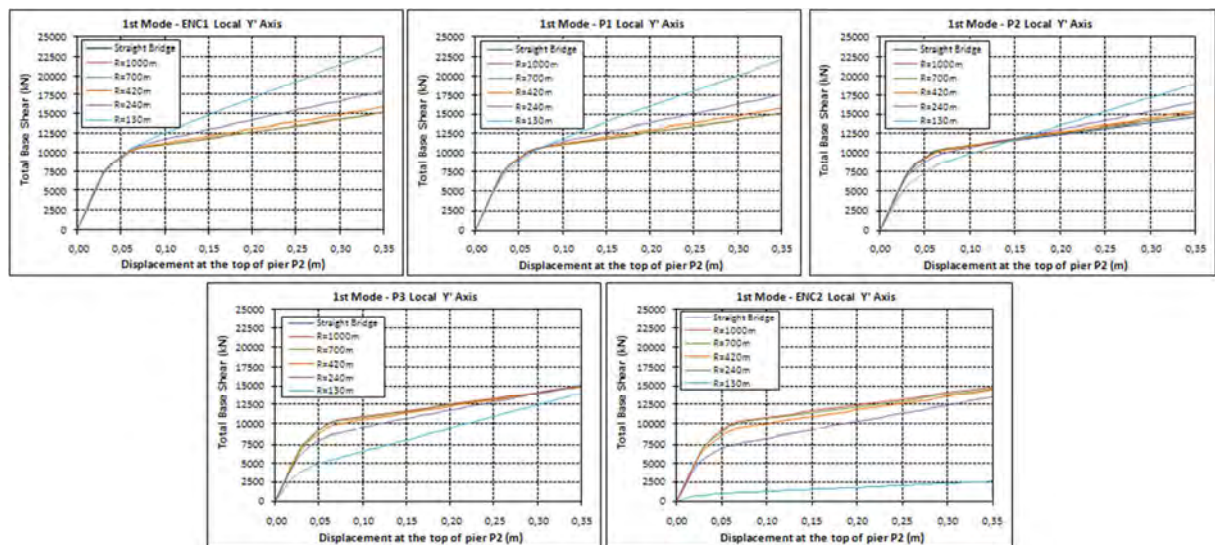 1st Mode - ENC1 Local Y' Axis
Total Base Shear (kN)
25000
22500
20000
17500
15000
12500
10000
7500
5000
2500
0
Straight Bridge
R=1000m
R=700m
R=420m
R=240m
R=130m
0,00 0,05 0,10 0,15 0,20 0,25 0,30 0,35
Displacement at the top of pier P2 (m)
1st Mode - P1 Local Y' Axis
Total Base Shear (kN)
25000
22500
20000
17500
15000
12500
10000
7500
5000
2500
0
Straight Bridge
R=1000m
R=700m
R=420m
R=240m
R=130m
0,00 0,05 0,10 0,15 0,20 0,25 0,30 0,35
Displacement at the top of pier P2 (m)
1st Mode - P2 Local Y' Axis
Total Base Shear (kN)
25000
22500
20000
17500
15000
12500
10000
7500
5000
2500
0
Straight Bridge
R=1000m
R=700m
R=420m
R=240m
R=130m
0,00 0,05 0,10 0,15 0,20 0,25 0,30 0,35
Displacement at the top of pier P2 (m)
1st Mode - P3 Local Y' Axis
Total Base Shear (kN)
25000
22500
20000
17500
15000
12500
10000
7500
5000
2500
0
Straight Bridge
R=1000m
R=700m
R=420m
R=240m
R=130m
0,00 0,05 0,10 0,15 0,20 0,25 0,30 0,35
Displacement at the top of pier P2 (m)
1st Mode - ENC2 Local Y' Axis
Total Base Shear (kN)
25000
22500
20000
17500
15000
12500
10000
7500
5000
2500
0
Straight Bridge
R=1000m
R=700m
R=420m
R=240m
R=130m
0,00 0,05 0,10 0,15 0,20 0,25 0,30 0,35
Displacement at the top of pier P2 (m)